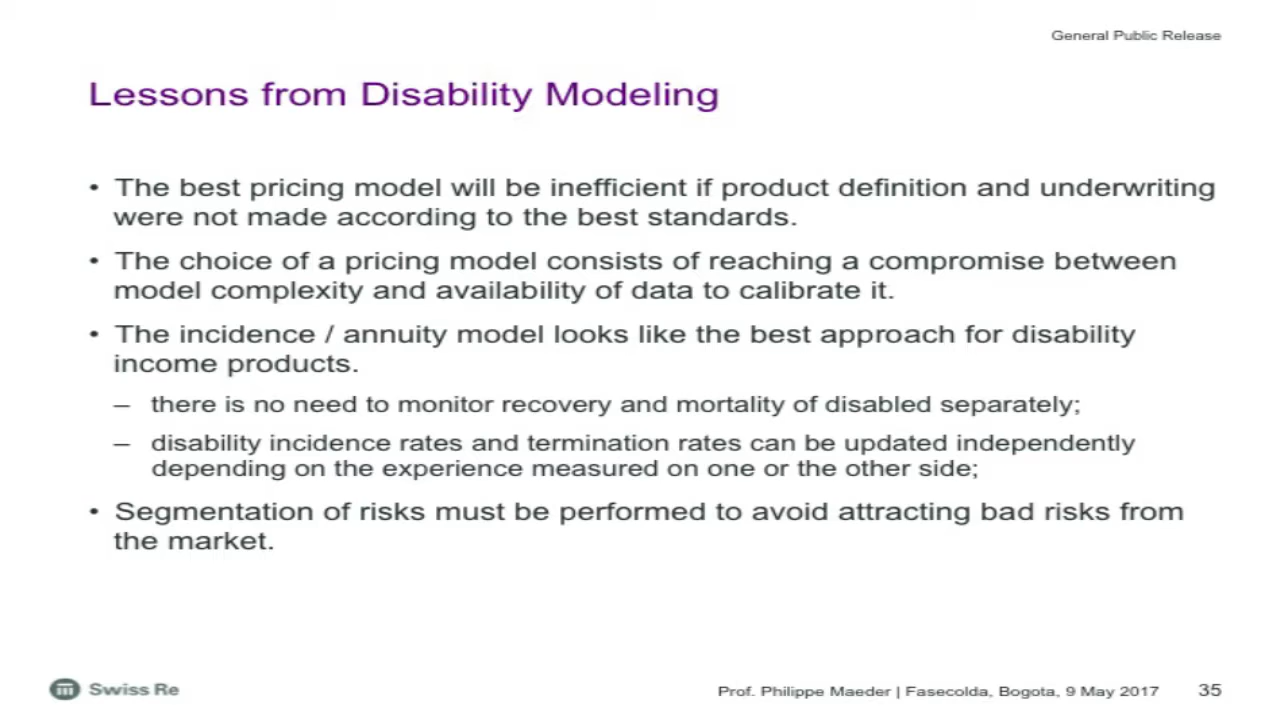 General Public Release
Lessons from Disability Modeling
• The best pricing model will be inefficient if product definition and underwriting
were not made according to the best standards.
• The choice of a pricing model consists of reaching a compromise between
model complexity and availability of data to calibrate it.
• The incidence / annuity model looks like the best approach for disability
income products.
– there is no need to monitor recovery and mortality of disabled separately;
– disability incidence rates and termination rates can be updated independently
depending on the experience measured on one or the other side;
• Segmentation of risks must be performed to avoid attracting bad risks from
the market.
Swiss Re
Prof. Philippe Maeder | Fasecolda, Bogota, 9 May 2017 35